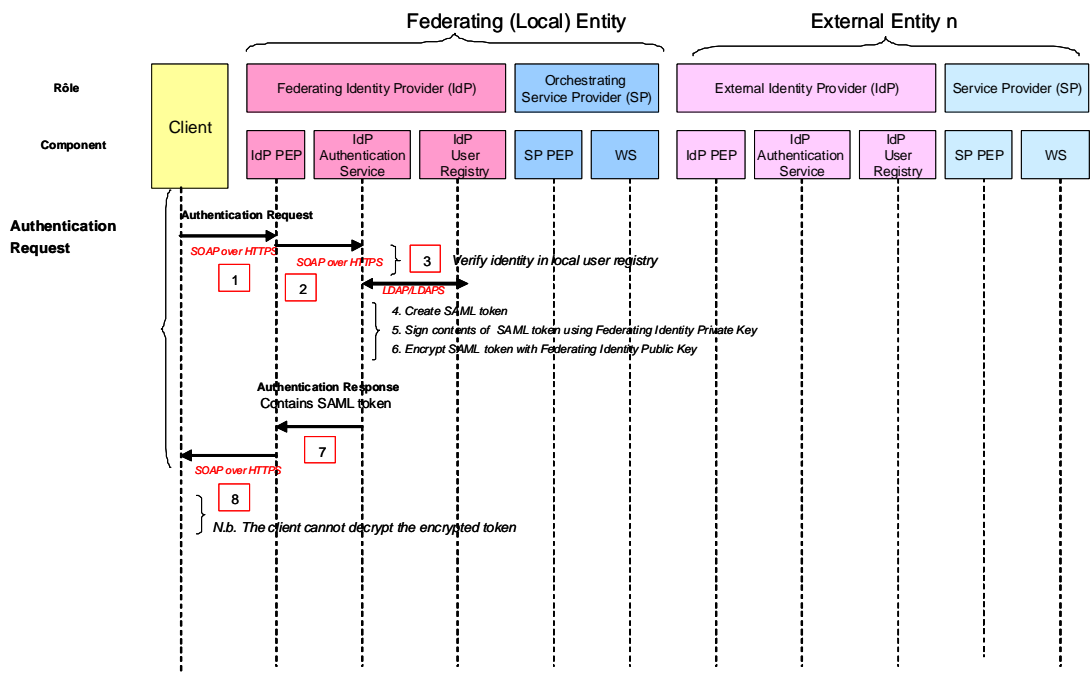 Federating (Local) Entity
External Entity n
Rôle
Federating Identity Provider (IdP)
Orchestrating
Service Provider (SP)
External Identity Provider (IdP)
Service Provider (SP)
Client
Component
IdP PEP
IdP
Authentication
Service
IdP
User
Registry
SP PEP
WS
IdP PEP
IdP
Authentication
Service
IdP
User
Registry
SP PEP
WS
Authentication
Request
Authentication Request
SOAP over HTTPS
1
SOAP over HTTPS
2
3
Verify identity in local user registry
LDAP/LDAPS
4. Create SAML token
5. Sign contents of SAML token using Federating Identity Private Key
6. Encrypt SAML token with Federating Identity Public Key
Authentication Response
Contains SAML token
7
SOAP over HTTPS
8
N.b. The client cannot decrypt the encrypted token